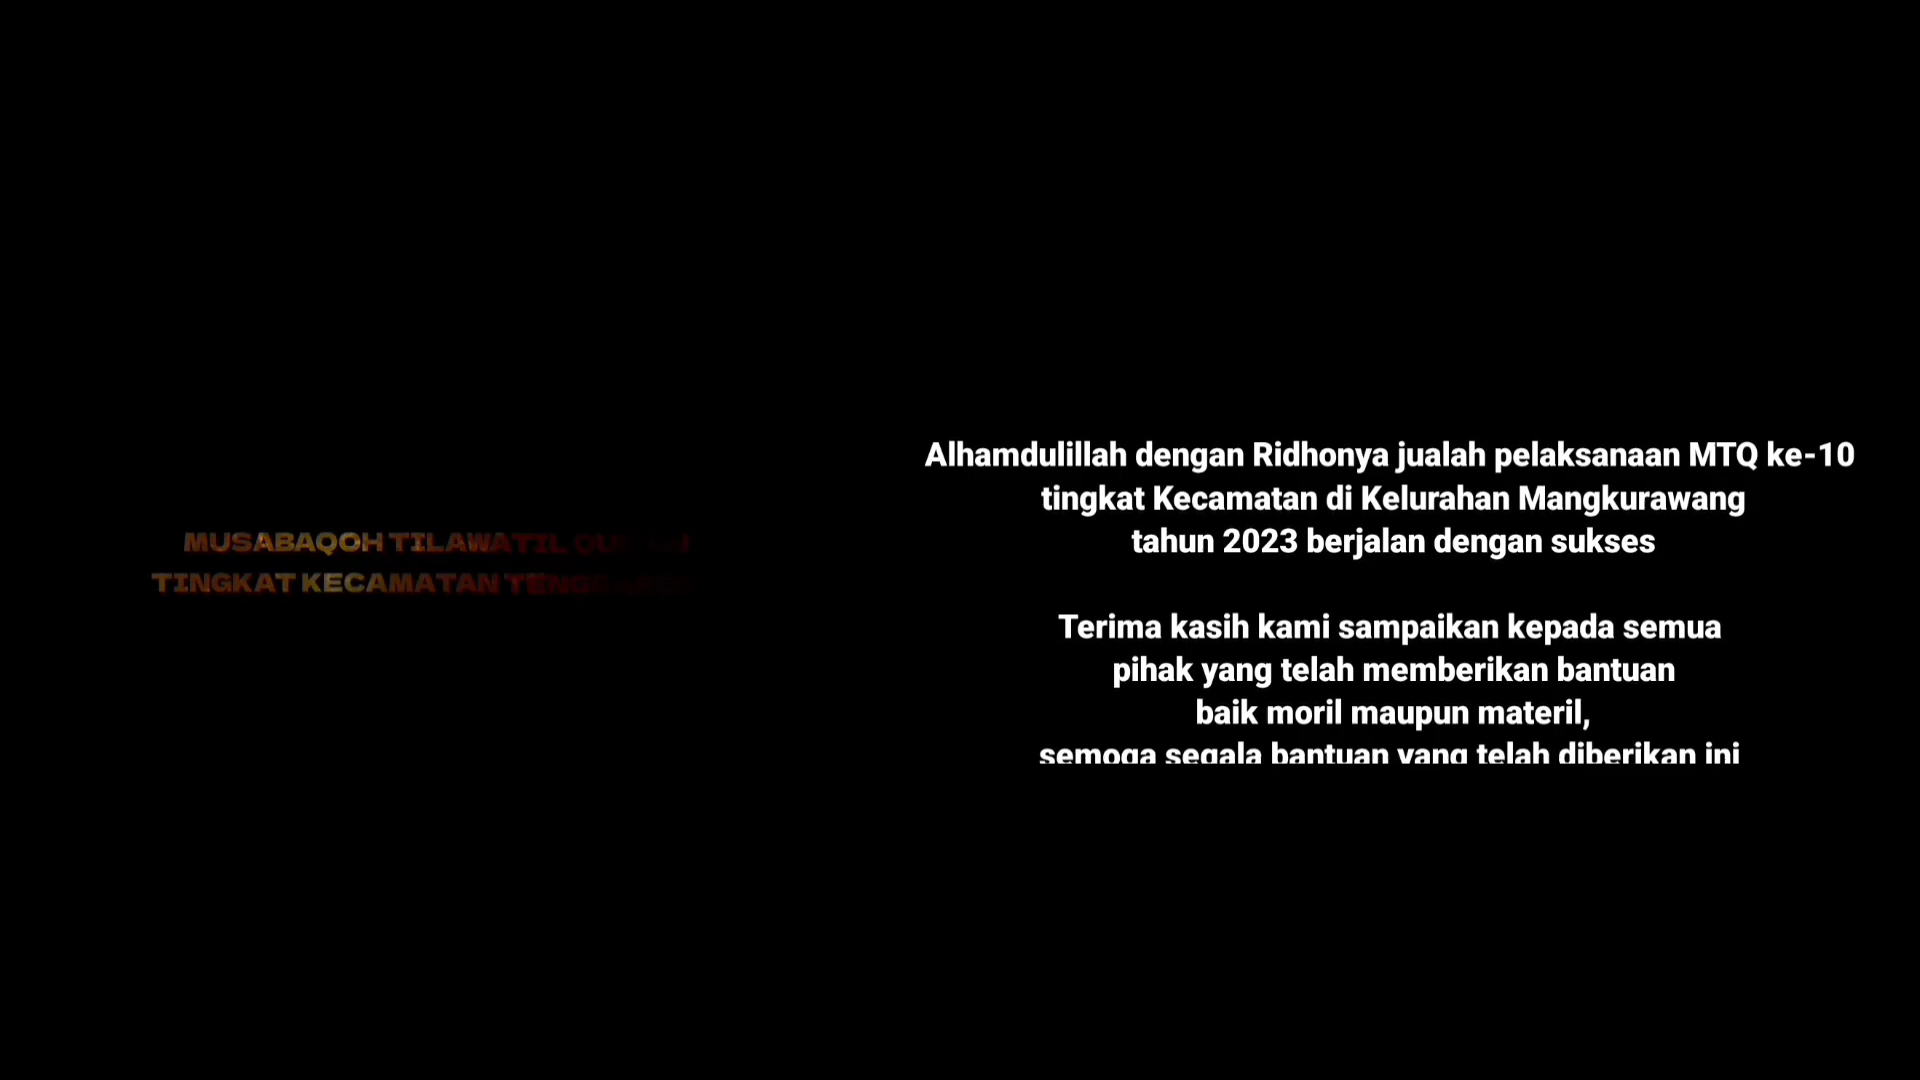 MUSABAQOH TILAWATIL
TINGKAT KECAMATAN
Alhamdulillah dengan Ridhonya jualah pelaksanaan MTQ ke-10
tingkat Kecamatan di Kelurahan Mangkurawang
tahun 2023 berjalan dengan sukses
Terima kasih kami sampaikan kepada semua
pihak yang telah memberikan bantuan
baik moril maupun materil,
semoga segala bantuan yang telah diberikan ini